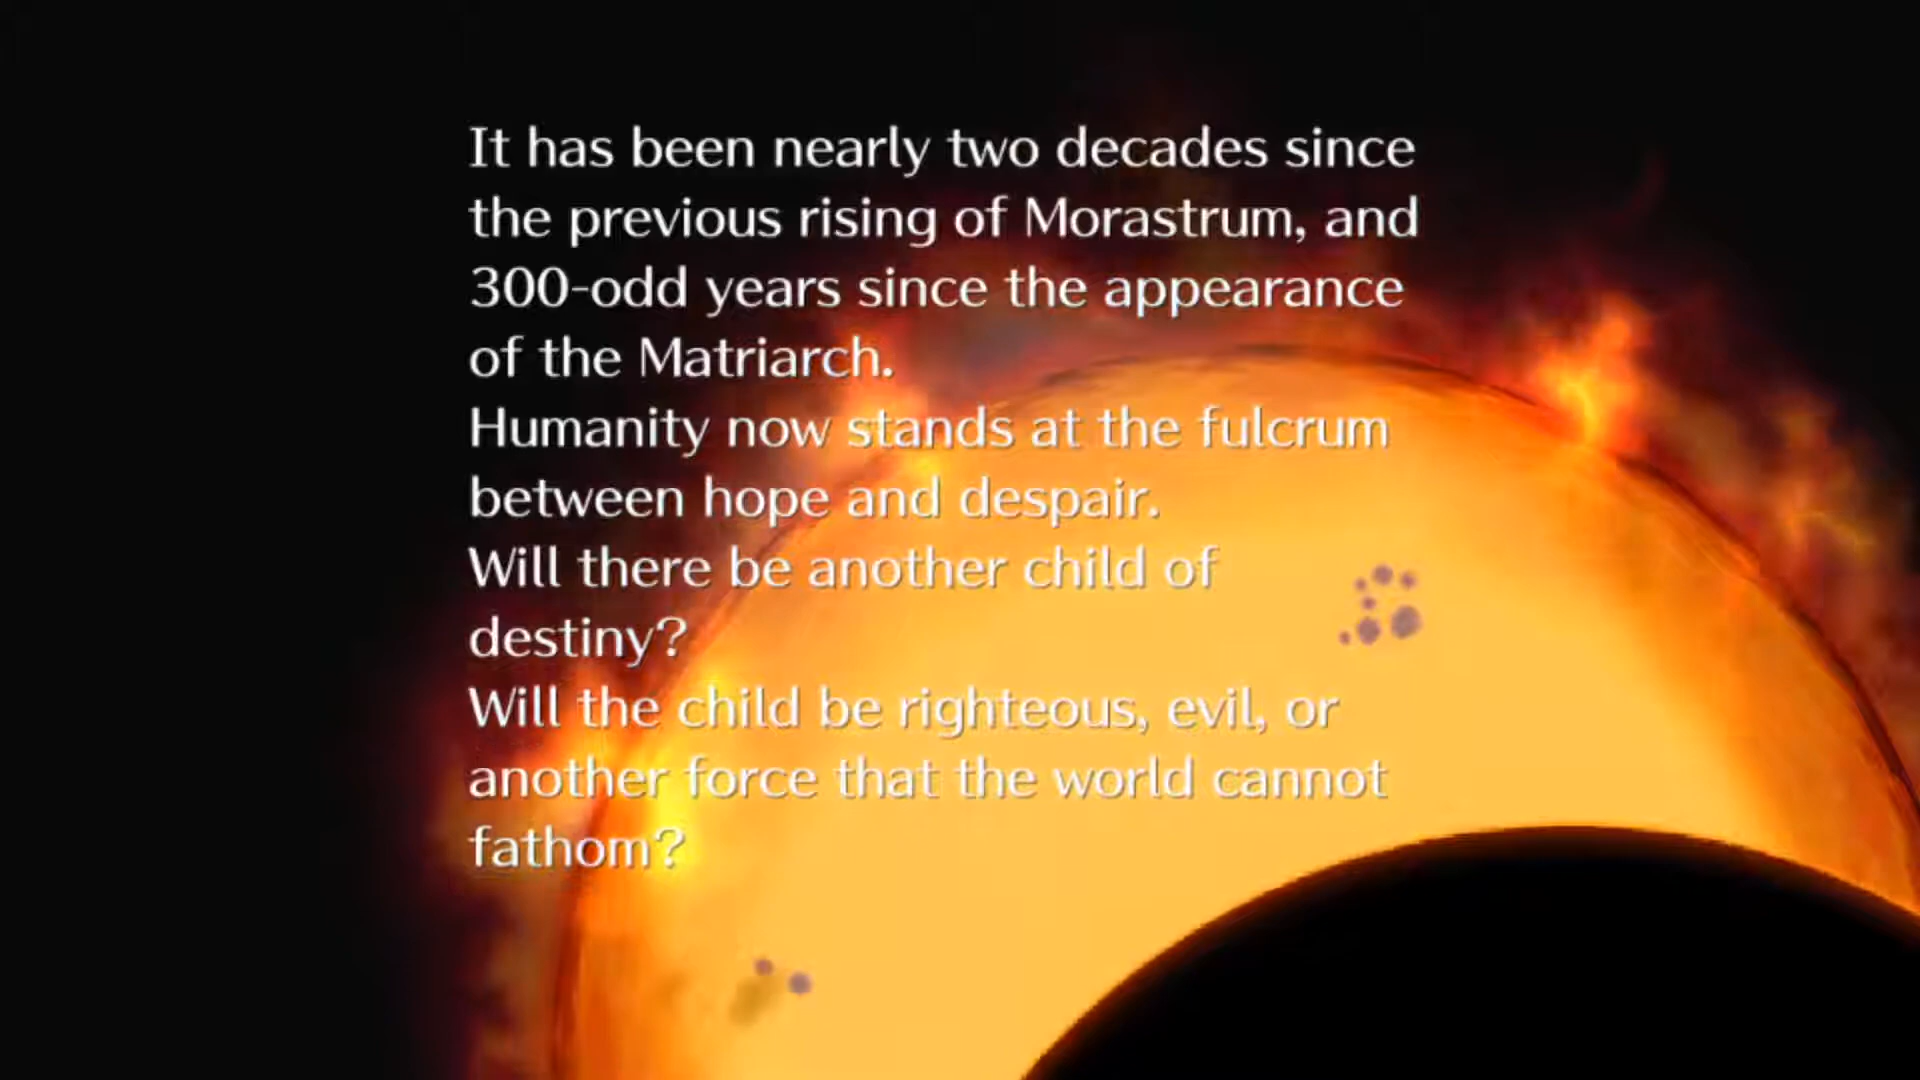 It has been nearly two decades since
the previous rising of Morastrum, and
300-odd years since the appearance
of the Matriarch.
Humanity now stands at the fulcrum
between hope and despair.
Will there be another child of
destiny?
Will the child be righteous, evil, or
another force that the world cannot
fathom?